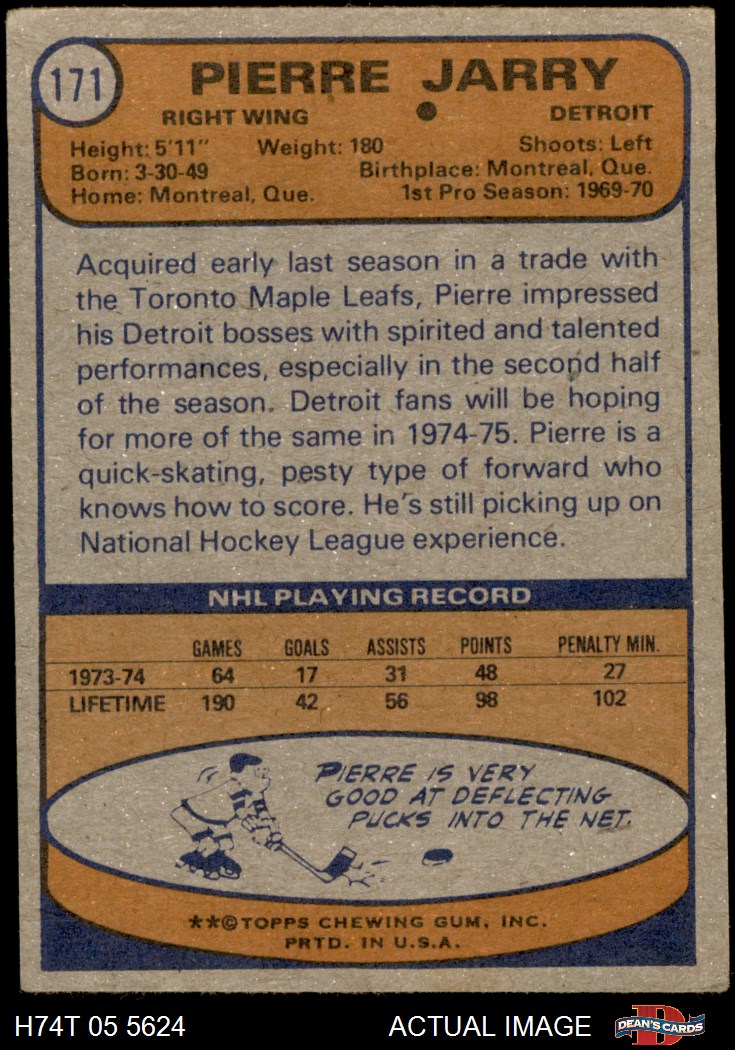 171
PIERRE JARRY
RIGHT WING ● DETROIT
Height: 5'11" Weight: 180 Shoots: Left
Born: 3-30-49 Birthplace: Montreal, Que.
Home: Montreal, Que. 1st Pro Season: 1969-70
Acquired early last season in a trade with
the Toronto Maple Leafs, Pierre impressed
his Detroit bosses with spirited and talented
performances, especially in the second half
of the season. Detroit fans will be hoping
for more of the same in 1974-75. Pierre is a
quick-skating, pesty type of forward who
knows how to score. He's still picking up on
National Hockey League experience.
NHL PLAYING RECORD
GAMES GOALS ASSISTS POINTS PENALTY MIN.
1973-74 64 17 31 48 27
LIFETIME 190 42 56 98 102
PIERRE IS VERY
GOOD AT DEFLECTING
PUCKS INTO THE NET.
**©TOPPS CHEWING GUM, INC.
PRTD. IN U.S.A.
H74T 05 5624 ACTUAL IMAGE D DEAN'S CARDS